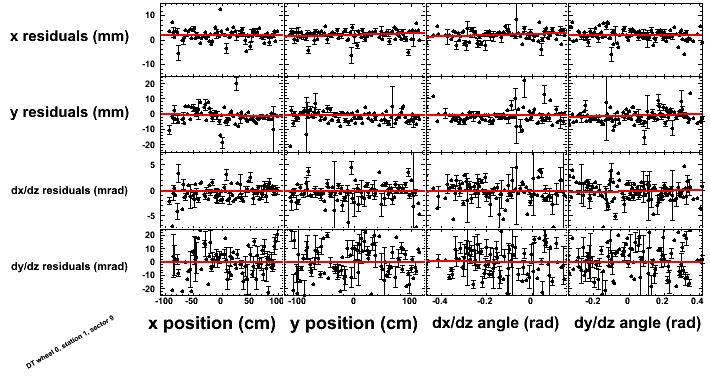 x residuals (mm)
10
0
-10
y residuals (mm)
20
10
0
-10
-20
dx/dz residuals (mrad)
5
0
-5
dy/dz residuals (mrad)
20
10
0
-10
-20
-100 -50 0 50 100
-100 0 100
-0.4 -0.2 0
-0.2 0 0.2 0.4
x position (cm) y position (cm) dx/dz angle (rad) dy/dz angle (rad)
DT wheel 0, station 1, sector 9